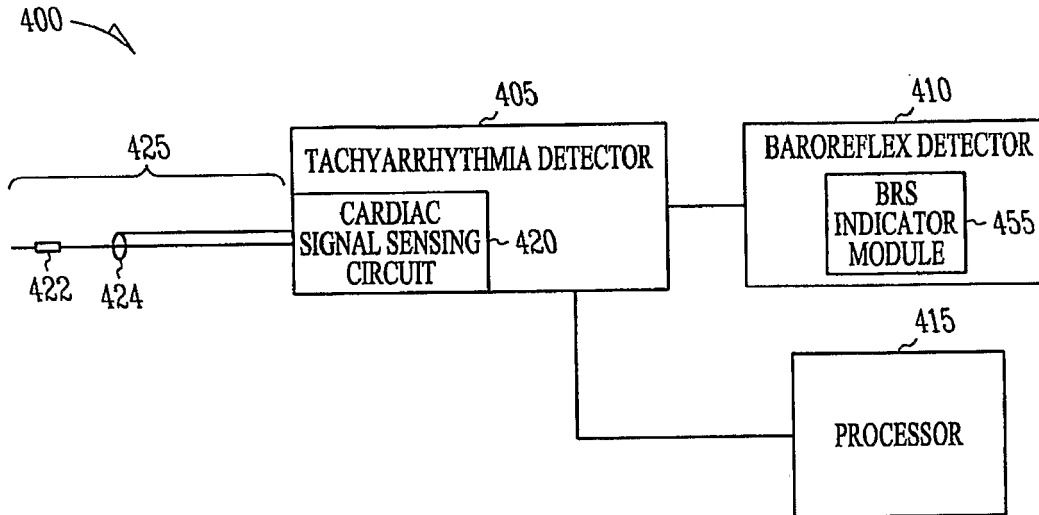 400
405
410
425
TACHYARRHYTHMIA DETECTOR
BAROREFLEX DETECTOR
CARDIAC
SIGNAL SENSING
CIRCUIT
420
BRS
INDICATOR
MODULE
455
422
424
415
PROCESSOR